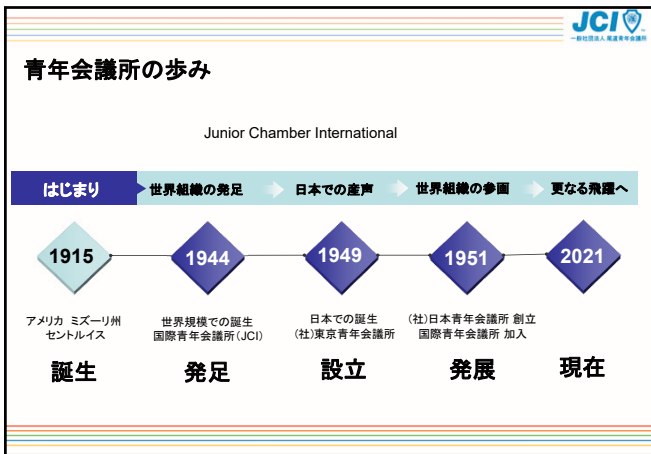 JCI
一般社団法人 尾道青年会議所
青年会議所の歩み
Junior Chamber International
はじまり
世界組織の発足
日本での産声
世界組織の参画
更なる飛躍へ
1915
1944
1949
1951
2021
アメリカ ミズーリ州
セントルイス
世界規模での誕生
国際青年会議所(JCI)
日本での誕生
(社)東京青年会議所
(社)日本青年会議所 創立
国際青年会議所 加入
誕生
発足
設立
発展
現在